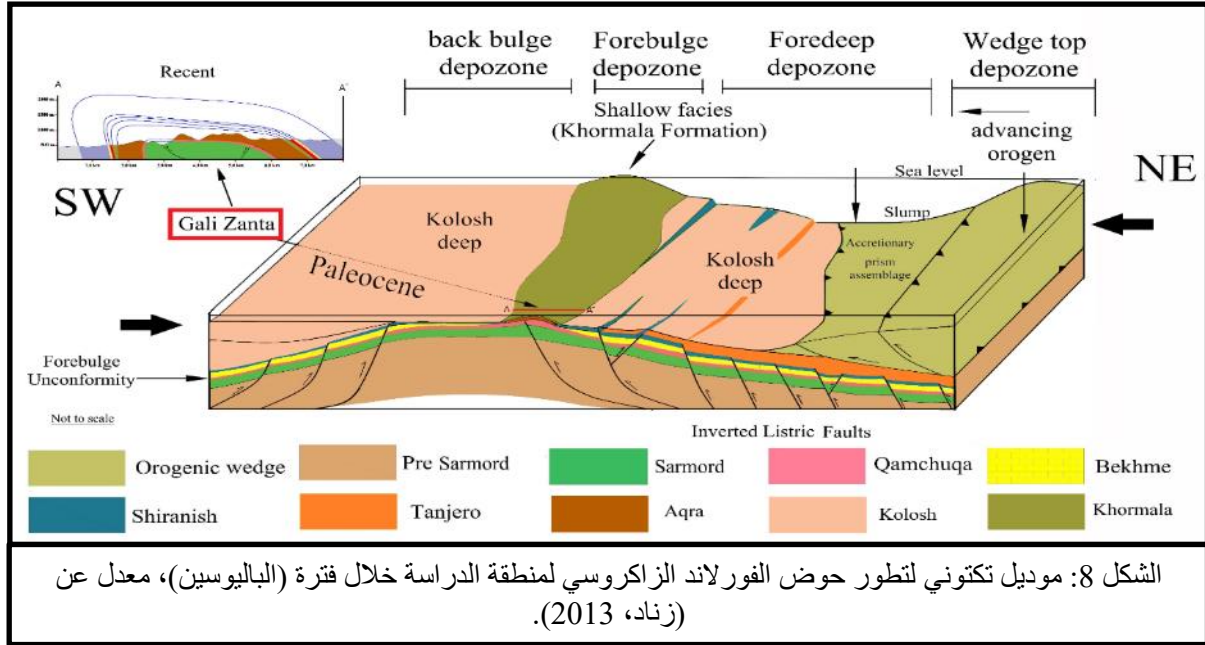 back bulge
depozone
Forebulge
depozone
Foredeep
depozone
Wedge top
depozone
Recent
A
A'
Shallow facies
(Khormala Formation)
advancing
orogen
SW
NE
Sea level
Slump
Gali Zanta
Kolosh
deep
Paleocene
Kolosh
deep
Accretionary
prism
assemblage
A
A'
Forebulge
Unconformity
Not to scale
Inverted Listric Faults
Orogenic wedge
Pre Sarmord
Sarmord
Qamchuqa
Bekhme
Shiranish
Tanjero
Aqra
Kolosh
Khormala
الشكل 8: موديل تكتوني لتطور حوض الفورلاند الزاكروسي لمنطقة الدراسة خلال فترة (الباليوسين)، معدل عن
(زناد، 2013).